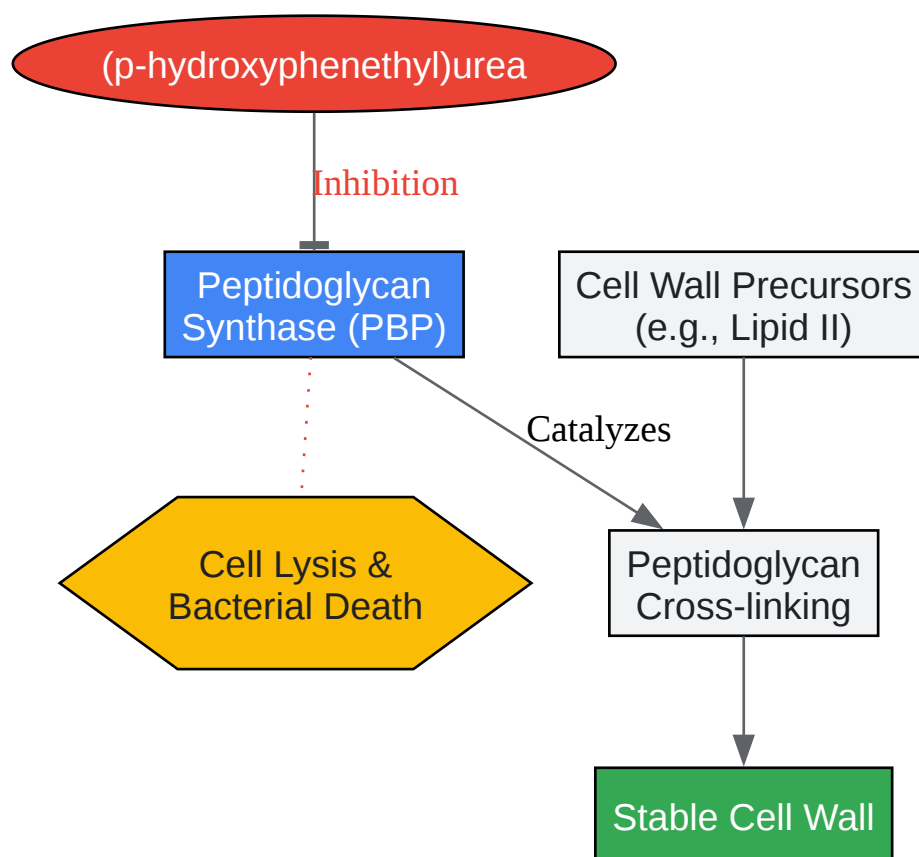 (p-hydroxyphenethyl)urea
Inhibition
Peptidoglycan
Synthase (PBP)
Cell Wall Precursors
(e.g., Lipid II)
Catalyzes
Cell Lysis &
Bacterial Death
Peptidoglycan
Cross-linking
Stable Cell Wall